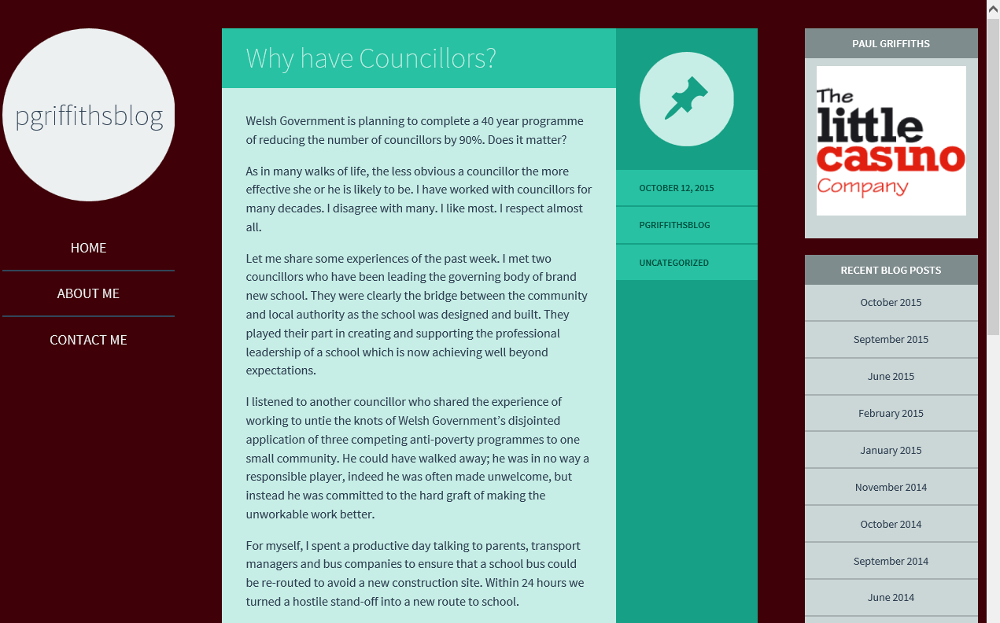 pgriffithsblog
HOME
ABOUT ME
CONTACT ME
Why have Councillors?
Welsh Government is planning to complete a 40 year programme
of reducing the number of councillors by 90%. Does it matter?
As in many walks of life, the less obvious a councillor the more
effective she or he is likely to be. I have worked with councillors for
many decades. I disagree with many. I like most. I respect almost
all.
Let me share some experiences of the past week. I met two
councillors who have been leading the governing body of brand
new school. They were clearly the bridge between the community
and local authority as the school was designed and built. They
played their part in creating and supporting the professional
leadership of a school which is now achieving well beyond
expectations.
I listened to another councillor who shared the experience of
working to untie the knots of Welsh Government’s disjointed
application of three competing anti-poverty programmes to one
small community. He could have walked away; he was in no way a
responsible player, indeed he was often made unwelcome, but
instead he was committed to the hard graft of making the
unworkable work better.
For myself, I spent a productive day talking to parents, transport
managers and bus companies to ensure that a school bus could
be re-routed to avoid a new construction site. Within 24 hours we
turned a hostile stand-off into a new route to school.
OCTOBER 12, 2015
PGRIFFITHSBLOG
UNCATEGORIZED
PAUL GRIFFITHS
The
little
casino
Company
RECENT BLOG POSTS
October 2015
September 2015
June 2015
February 2015
January 2015
November 2014
October 2014
September 2014
June 2014